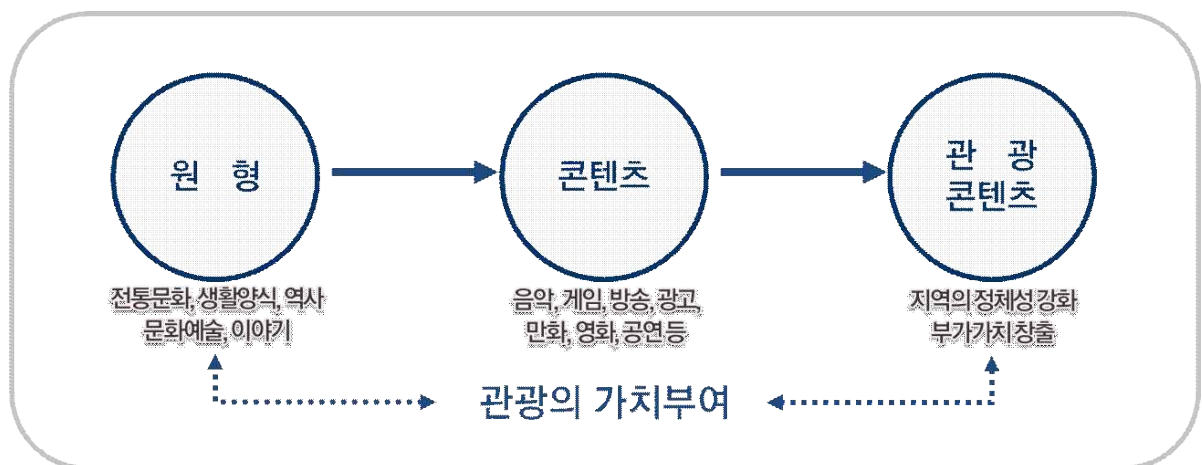 원 형
콘텐츠
관 광
콘텐츠
전통문화, 생활양식, 역사
문화예술, 이야기
음악, 게임, 방송, 광고,
만화, 영화, 공연 등
지역의 정체성 강화
부가가치 창출
관광의 가치부여